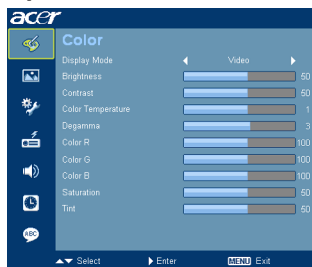 acer
Color
Display Mode Video
Brightness 50
Contrast 50
Color Temperature 1
Degamma 3
Color R 100
Color G 100
Color B 100
Saturation 50
Tint 50
ABC
Select Enter MENU Exit